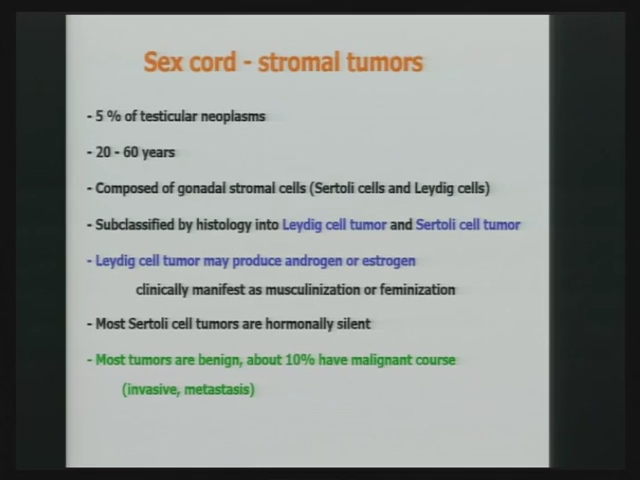 Sex cord - stromal tumors
- 5 % of testicular neoplasms
- 20 - 60 years
- Composed of gonadal stromal cells (Sertoli cells and Leydig cells)
- Subclassified by histology into Leydig cell tumor and Sertoli cell tumor
- Leydig cell tumor may produce androgen or estrogen
clinically manifest as musculinization or feminization
- Most Sertoli cell tumors are hormonally silent
- Most tumors are benign, about 10% have malignant course
(invasive, metastasis)